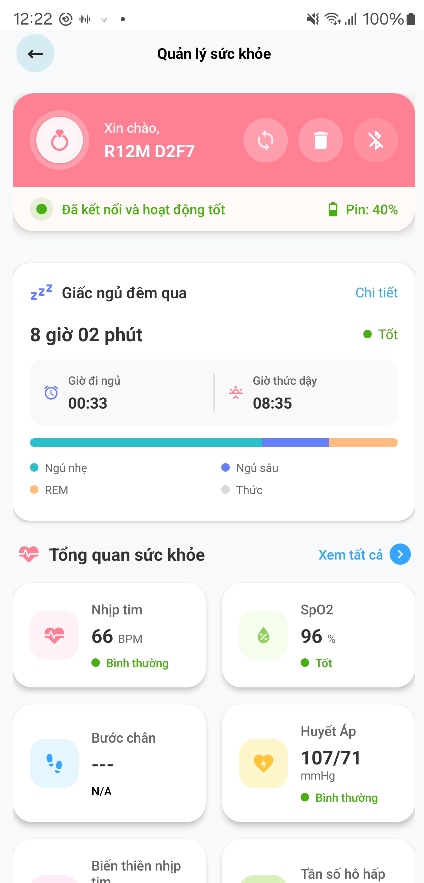 12:22
100%
Quản lý sức khỏe
Xin chào,
R12M D2F7
Đã kết nối và hoạt động tốt
Pin: 40%
zzz
Giấc ngủ đêm qua
Chi tiết
8 giờ 02 phút
Tốt
Giờ đi ngủ
00:33
Giờ thức dậy
08:35
Ngủ nhẹ
Ngủ sâu
REM
Thức
Tổng quan sức khỏe
Xem tất cả
Nhịp tim
66 BPM
Bình thường
SpO2
96 %
Tốt
Bước chân
---
N/A
Huyết Áp
107/71
mmHg
Bình thường
Biến thiên nhịp
tim
Tần số hô hấp